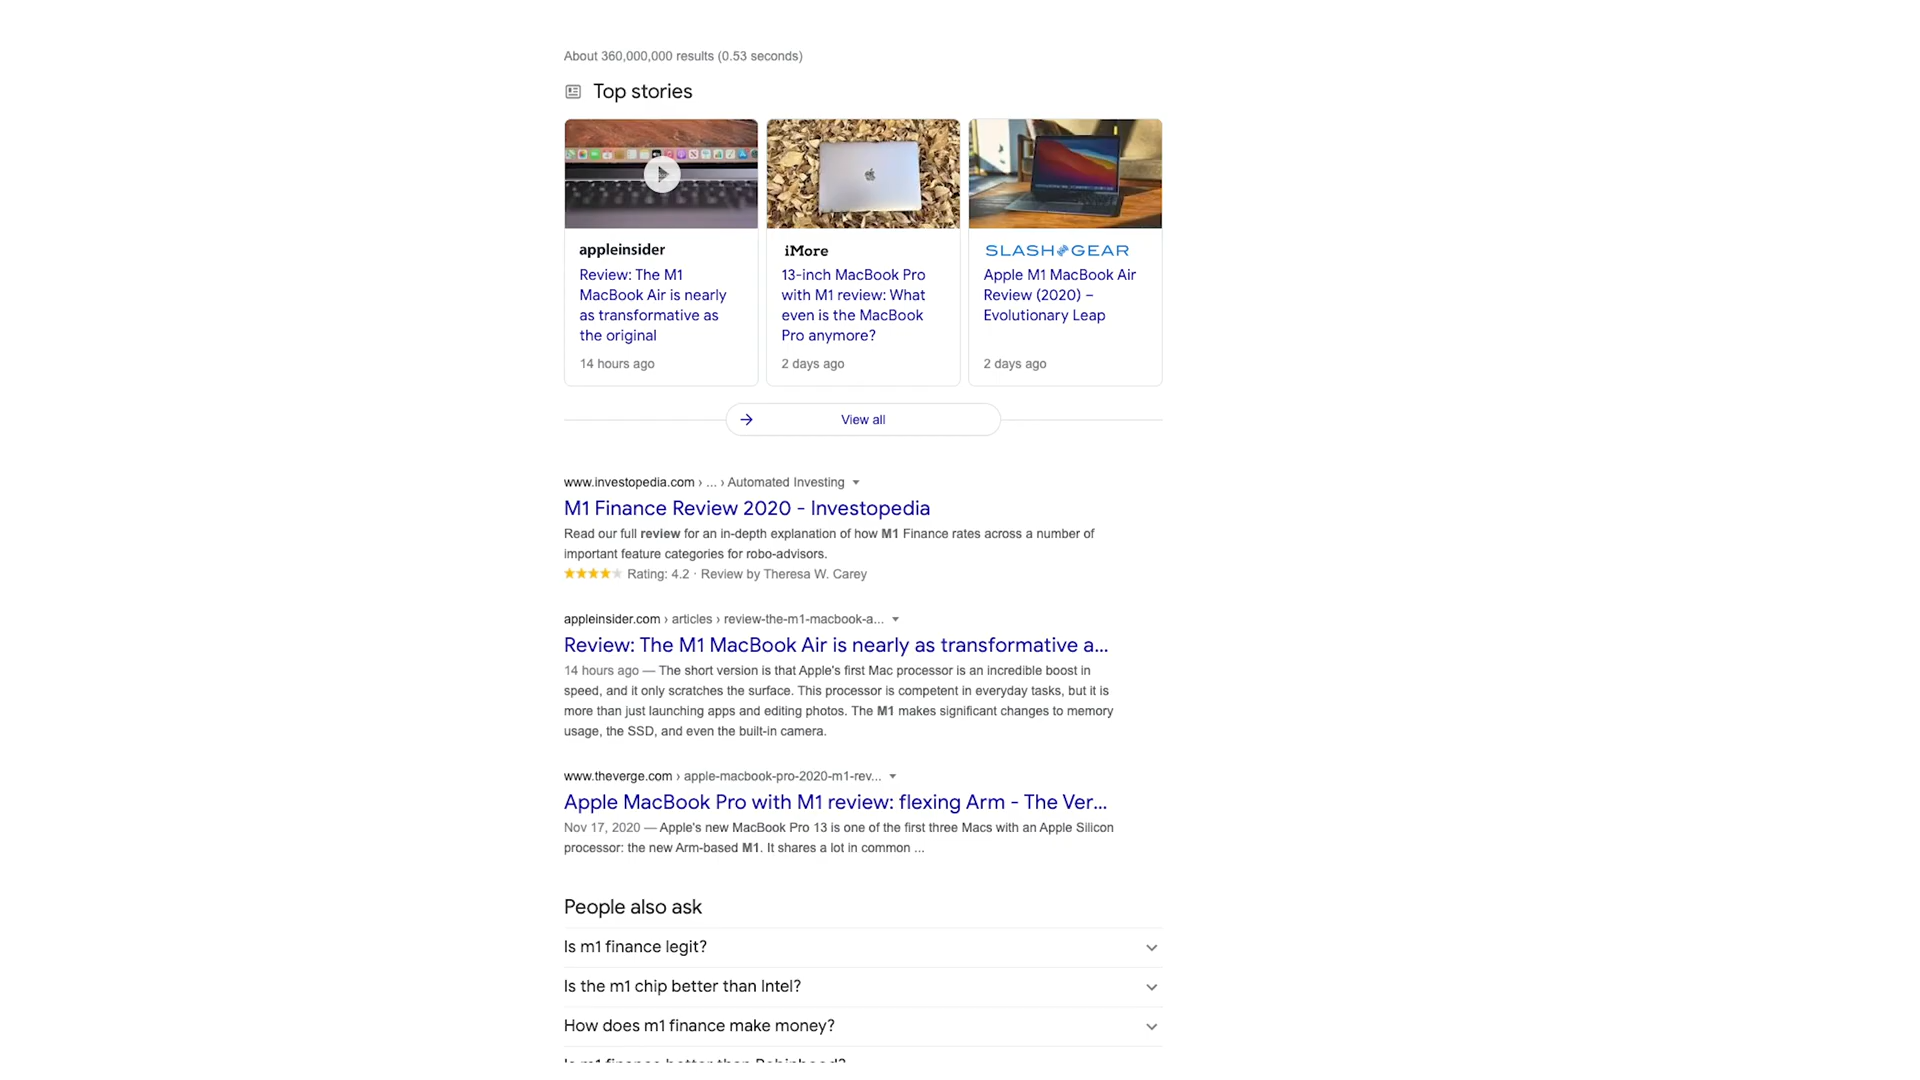 About 360,000,000 results (0.53 seconds)
Top stories
appleinsider
Review: The M1
MacBook Air is nearly
as transformative as
the original
14 hours ago
iMore
13-inch MacBook Pro
with M1 review: What
even is the MacBook
Pro anymore?
2 days ago
SLASHGEAR
Apple M1 MacBook Air
Review (2020) –
Evolutionary Leap
2 days ago
View all
www.investopedia.com › ... › Automated Investing
M1 Finance Review 2020 - Investopedia
Read our full review for an in-depth explanation of how M1 Finance rates across a number of
important feature categories for robo-advisors.
Rating: 4.2 · Review by Theresa W. Carey
appleinsider.com › articles › review-the-m1-macbook-a...
Review: The M1 MacBook Air is nearly as transformative a...
14 hours ago — The short version is that Apple's first Mac processor is an incredible boost in
speed, and it only scratches the surface. This processor is competent in everyday tasks, but it is
more than just launching apps and editing photos. The M1 makes significant changes to memory
usage, the SSD, and even the built-in camera.
www.theverge.com › apple-macbook-pro-2020-m1-rev...
Apple MacBook Pro with M1 review: flexing Arm - The Ver...
Nov 17, 2020 — Apple's new MacBook Pro 13 is one of the first three Macs with an Apple Silicon
processor: the new Arm-based M1. It shares a lot in common ...
People also ask
Is m1 finance legit?
Is the m1 chip better than Intel?
How does m1 finance make money?
Is m1 finance better than Robinhood?